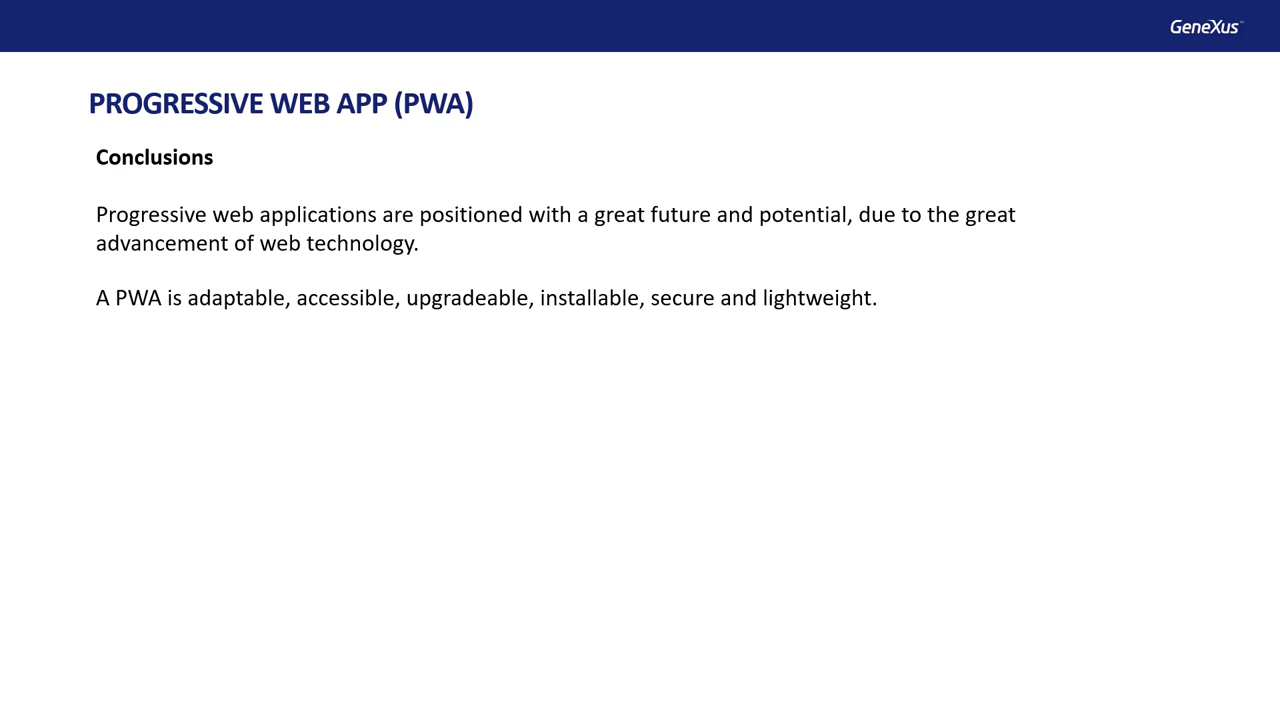 GeneXus™
PROGRESSIVE WEB APP (PWA)
Conclusions
Progressive web applications are positioned with a great future and potential, due to the great
advancement of web technology.
A PWA is adaptable, accessible, upgradeable, installable, secure and lightweight.